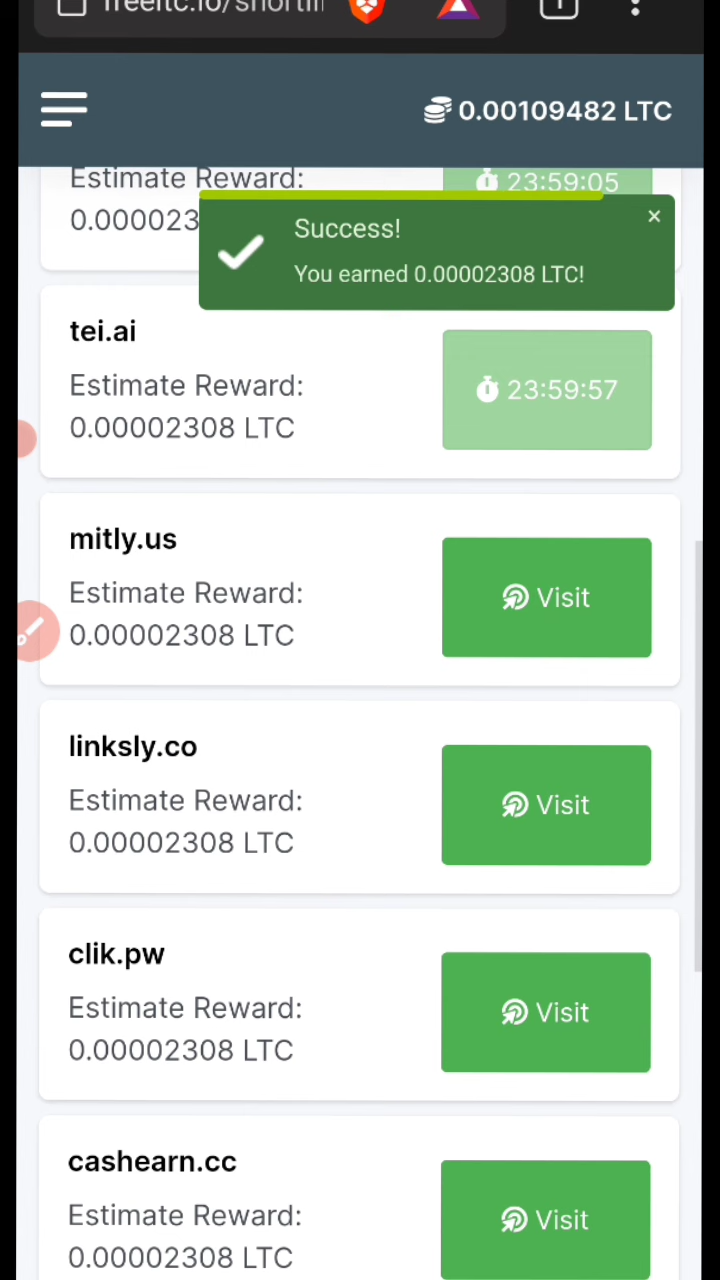 0.00109482 LTC
Estimate Reward:
23:59:05
0.000023
Success!
You earned 0.00002308 LTC!
tei.ai
Estimate Reward:
0.00002308 LTC
23:59:57
mitly.us
Estimate Reward:
0.00002308 LTC
Visit
linksly.co
Estimate Reward:
0.00002308 LTC
Visit
clik.pw
Estimate Reward:
0.00002308 LTC
Visit
cashearn.cc
Estimate Reward:
0.00002308 LTC
Visit